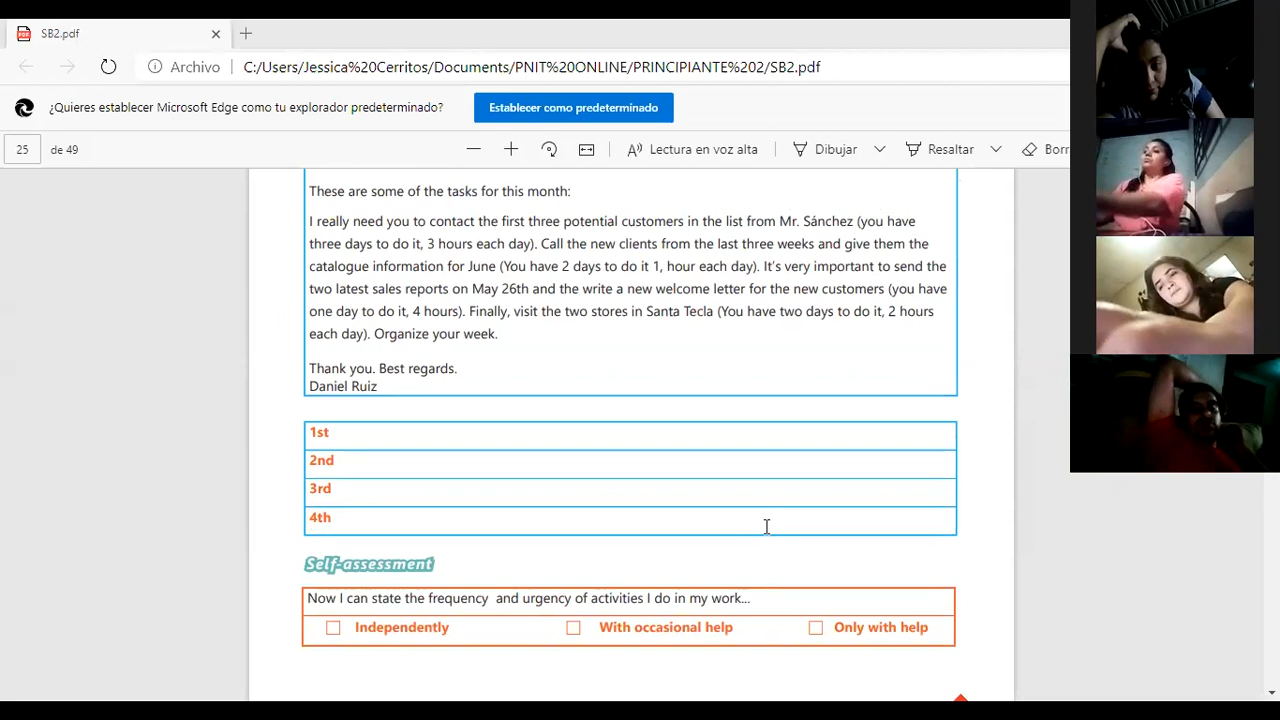 SB2.pdf
Archivo
C:/Users/Jessica%20Cerritos/Documents/PNIT%20ONLINE/PRINCIPIANTE%202/SB2.pdf
¿Quieres establecer Microsoft Edge como tu explorador predeterminado?
Establecer como predeterminado
25 de 49
Lectura en voz alta
Dibujar
Resaltar
Borr
These are some of the tasks for this month:
I really need you to contact the first three potential customers in the list from Mr. Sánchez (you have
three days to do it, 3 hours each day). Call the new clients from the last three weeks and give them the
catalogue information for June (You have 2 days to do it 1, hour each day). It's very important to send the
two latest sales reports on May 26th and the write a new welcome letter for the new customers (you have
one day to do it, 4 hours). Finally, visit the two stores in Santa Tecla (You have two days to do it, 2 hours
each day). Organize your week.
Thank you. Best regards.
Daniel Ruiz
1st
2nd
3rd
4th
Self-assessment
Now I can state the frequency and urgency of activities I do in my work...
Independently
With occasional help
Only with help